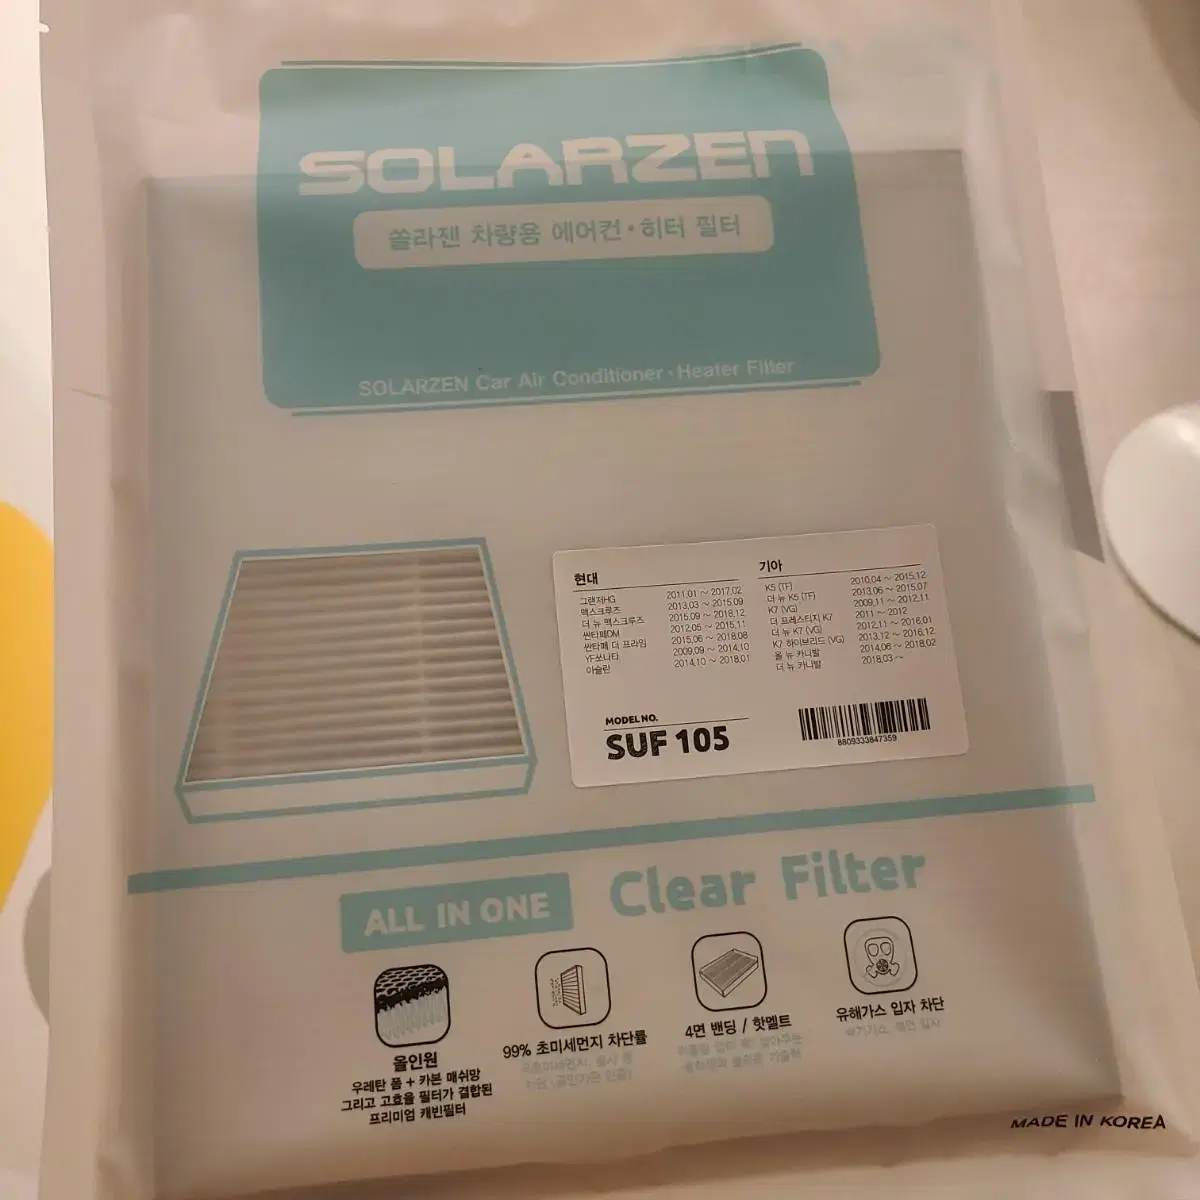 SOLARZEN
쏠라젠 차량용 에어컨·히터 필터
SOLARZEN Car Air Conditioner·Heater Filter
현대
그랜저HG 2011.01 ~ 2017.02
맥스크루즈 2013.03 ~ 2015.09
더 뉴 맥스크루즈 2015.09 ~ 2018.12
싼타페DM 2012.05 ~ 2015.11
싼타페 더 프라임 2015.06 ~ 2018.08
YF쏘나타 2009.09 ~ 2014.10
아슬란 2014.10 ~ 2018.01
기아
K5 (TF) 2010.04 ~ 2015.12
더 뉴 K5 (TF) 2013.06 ~ 2015.07
K7 (VG) 2009.11 ~ 2012.11
더 프레스티지 K7 2011 ~ 2012
더 뉴 K7 (VG) 2012.11 ~ 2016.01
K7 하이브리드 (VG) 2013.12 ~ 2016.12
올 뉴 카니발 2014.06 ~ 2018.02
더 뉴 카니발 2018.03 ~
MODEL NO.
SUF 105
8809333847359
ALL IN ONE
Clear Filter
올인원
우레탄 폼 + 카본 매쉬망
그리고 고효율 필터가 결합된
프리미엄 캐빈필터
99% 초미세먼지 차단률
4면 밴딩 / 핫멜트
유해가스 입자 차단
MADE IN KOREA